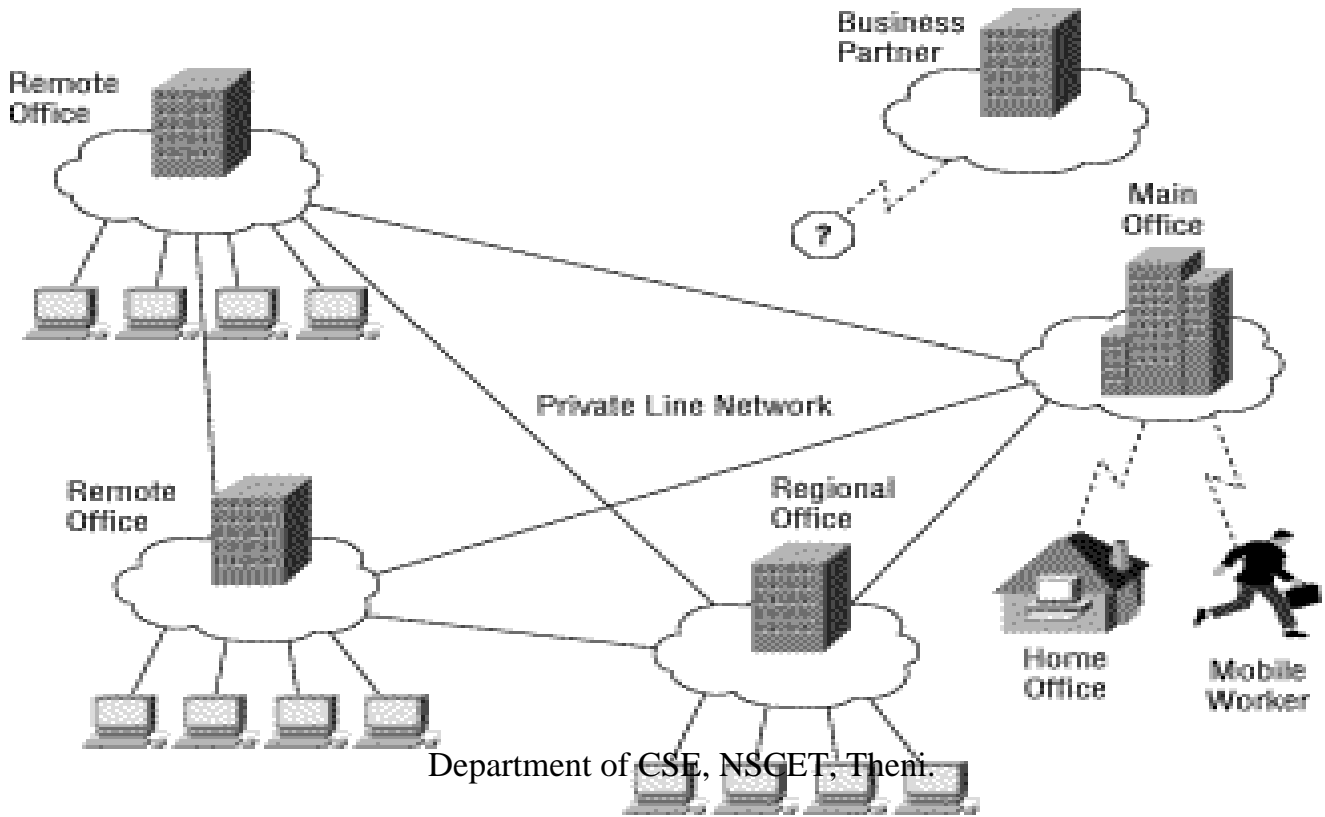 Business
Partner
Remote
Office
Main
Office
?
Private Line Network
Remote
Office
Regional
Office
Home
Office
Mobile
Worker
Department of CSE, NSCET, Theni.